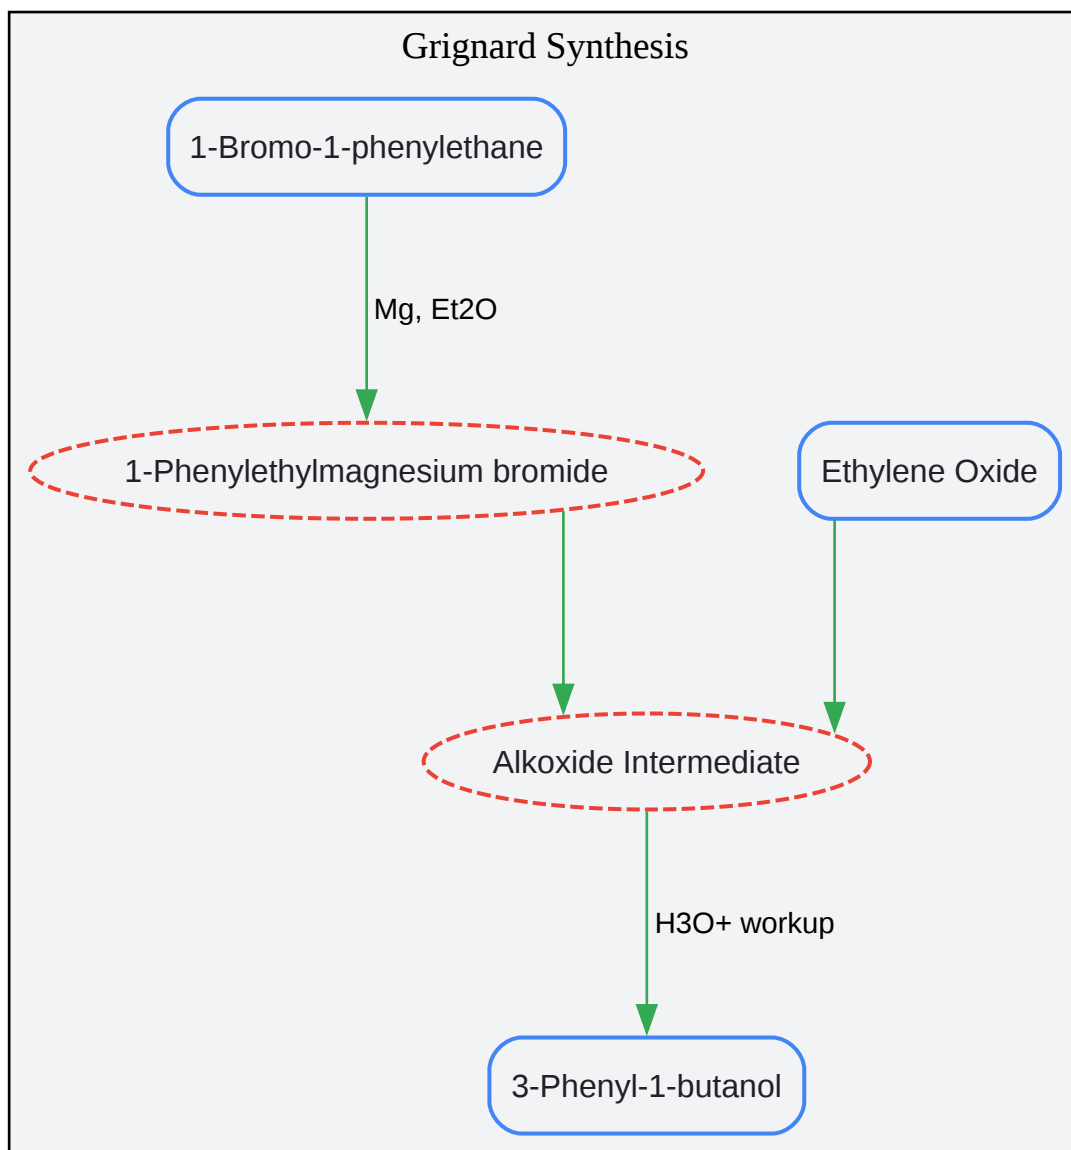 Grignard Synthesis
1-Bromo-1-phenylethane
Mg, Et2O
1-Phenylethylmagnesium bromide
Ethylene Oxide
Alkoxide Intermediate
H3O+ workup
3-Phenyl-1-butanol